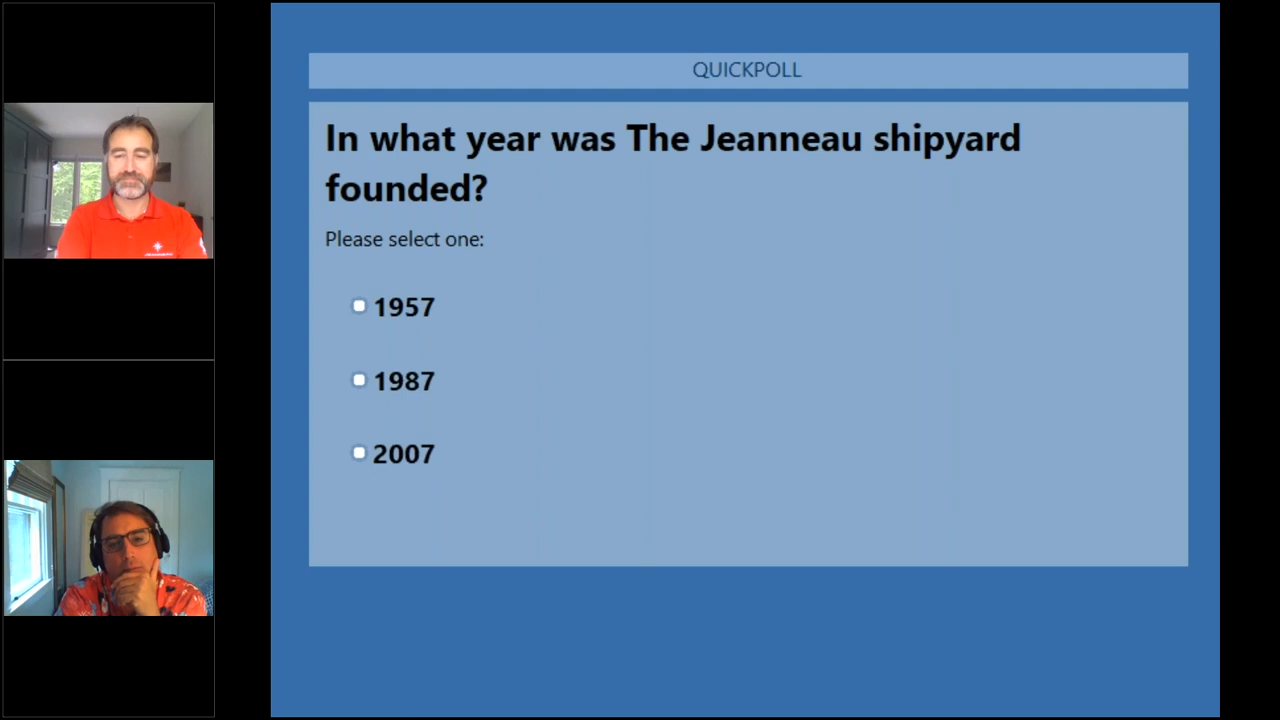 QUICKPOLL
In what year was The Jeanneau shipyard
founded?
Please select one:
1957
1987
2007